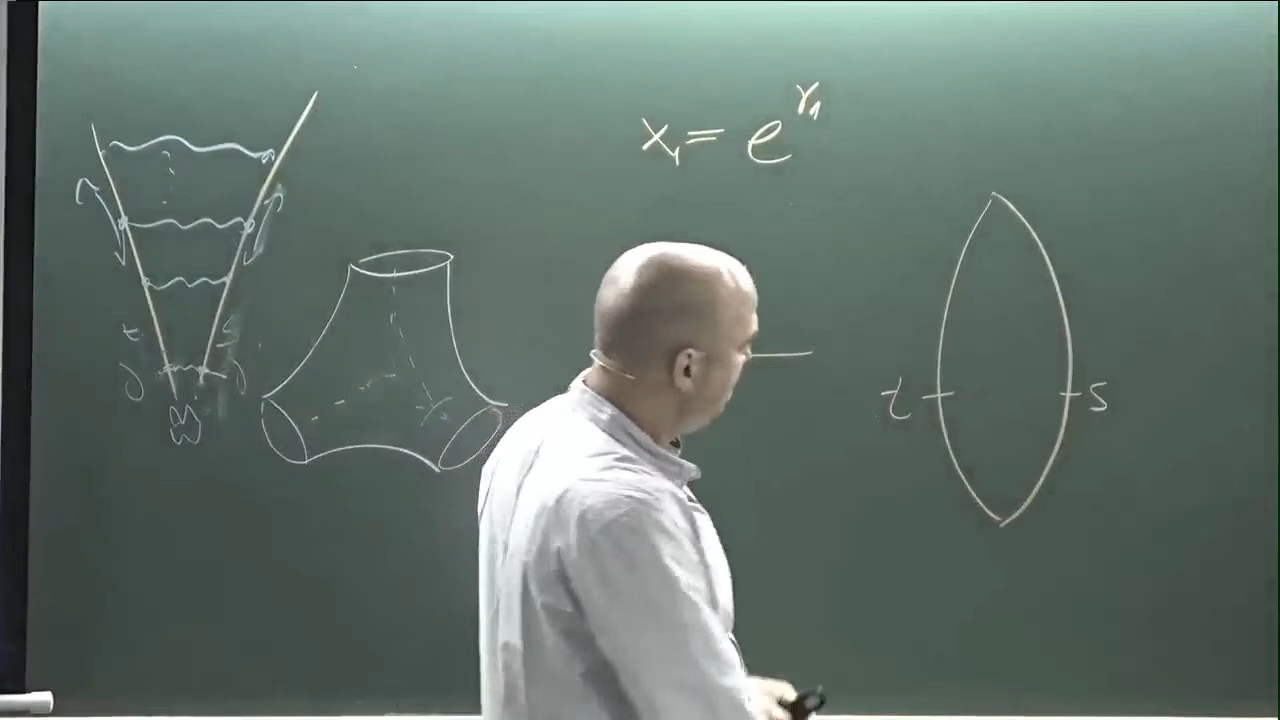 x₁ = e^{r₁}
t s
t s